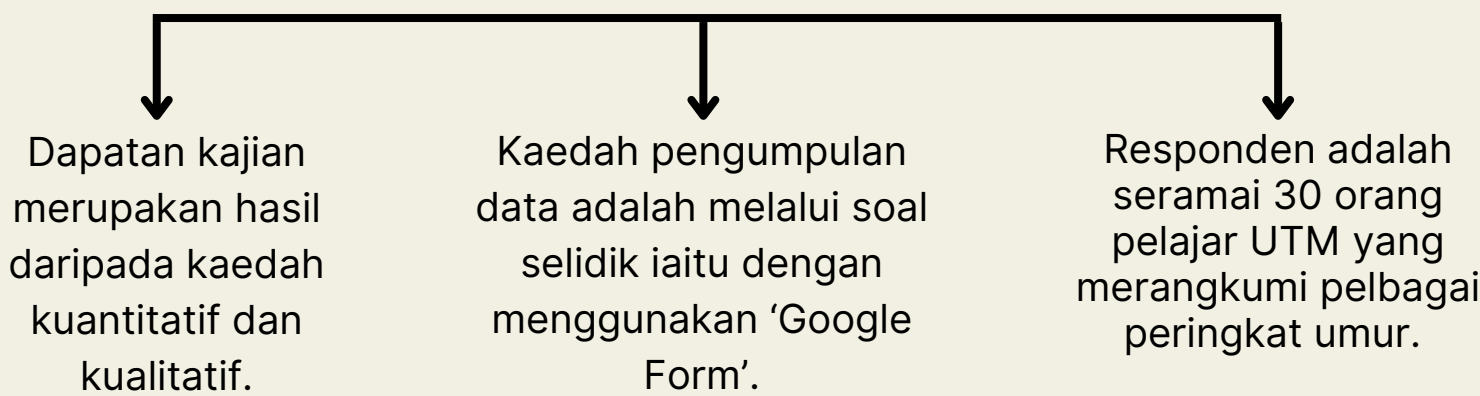 Dapatan kajian
merupakan hasil
daripada kaedah
kuantitatif dan
kualitatif.
Kaedah pengumpulan
data adalah melalui soal
selidik iaitu dengan
menggunakan ‘Google
Form’.
Responden adalah
seramai 30 orang
pelajar UTM yang
merangkumi pelbagai
peringkat umur.